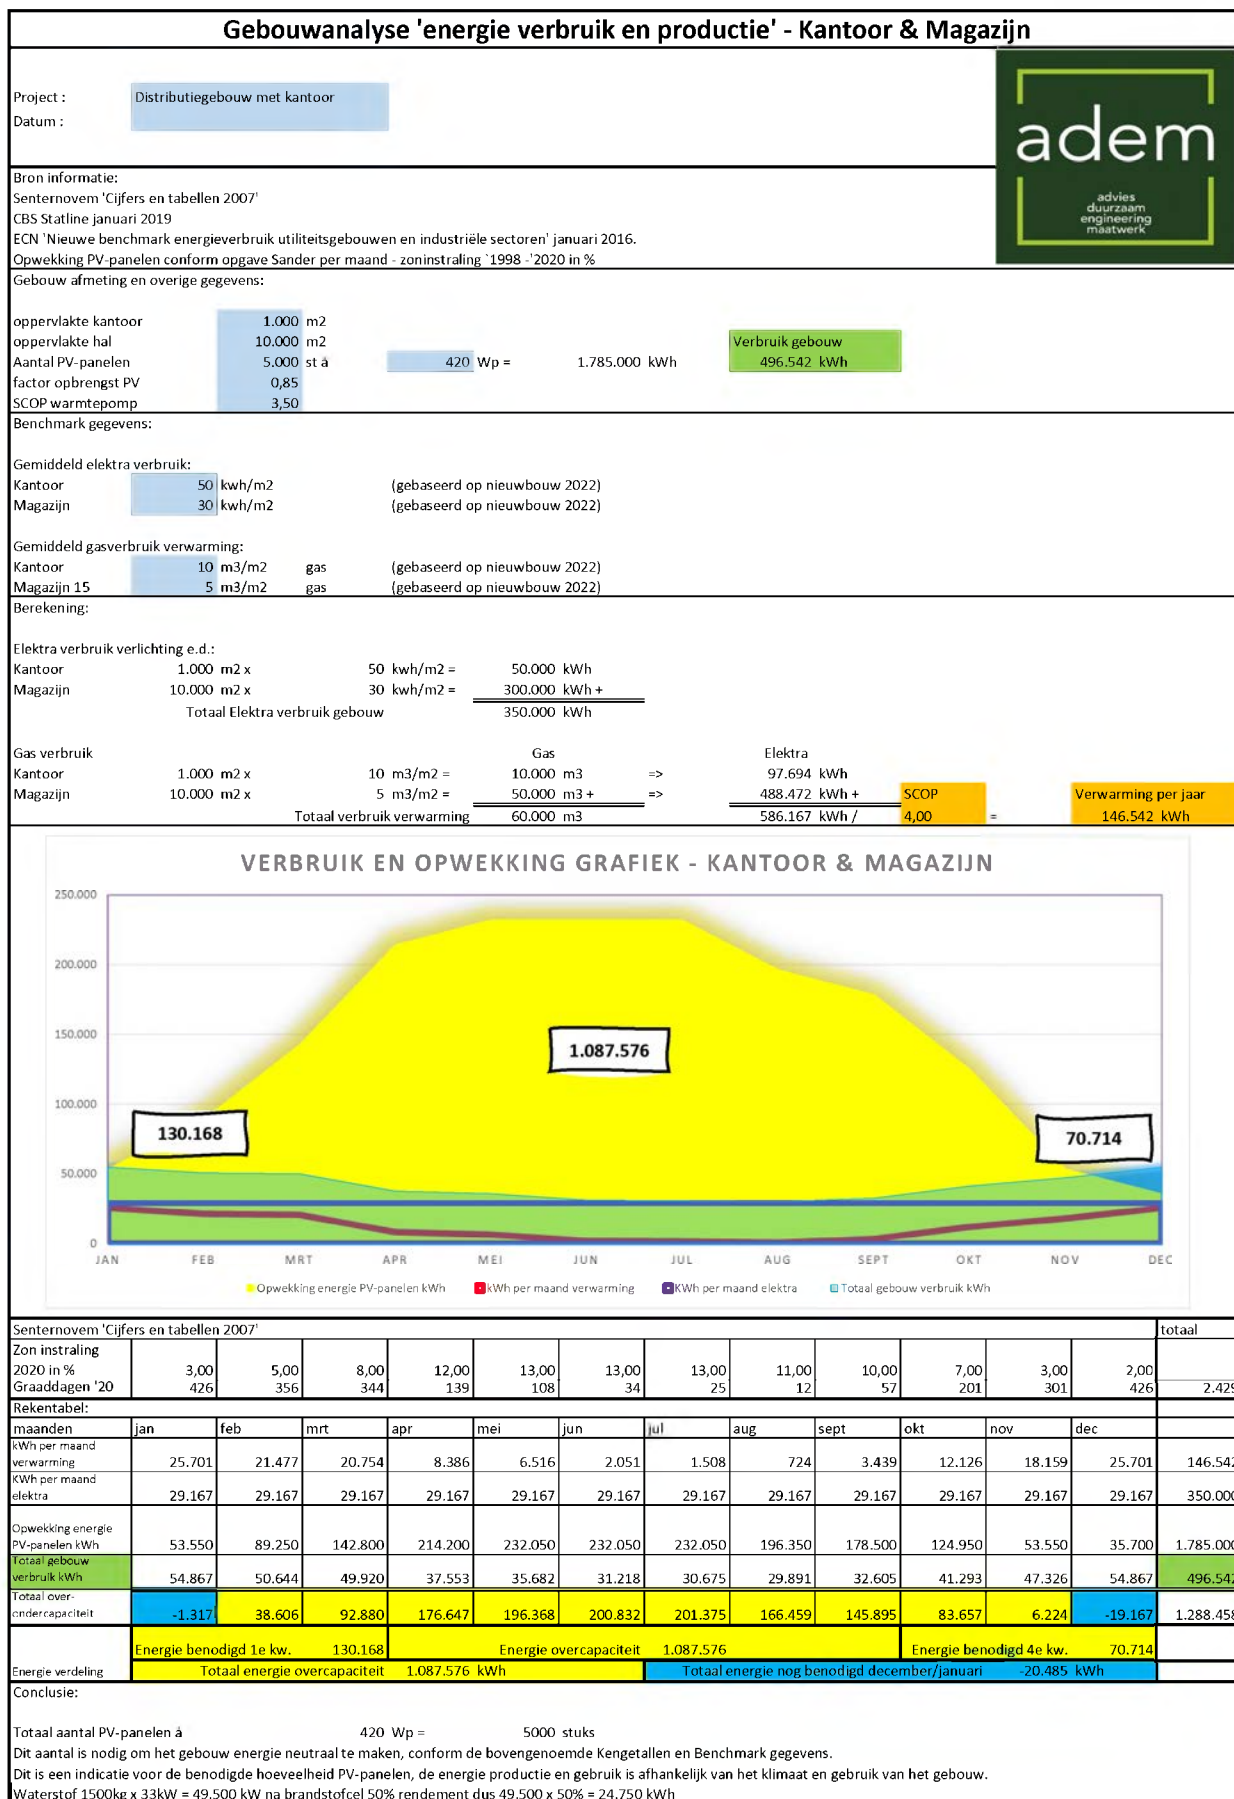 Gebouwanalyse 'energie verbruik en productie' - Kantoor & Magazijn
Project : Distributiegebouw met kantoor
Datum :
adem
advies
duurzaam
engineering
maatwerk
Bron informatie:
Senternovem 'Cijfers en tabellen 2007'
CBS Statline januari 2019
ECN 'Nieuwe benchmark energieverbruik utiliteitsgebouwen en industriële sectoren' januari 2016.
Opwekking PV-panelen conform opgave Sander per maand - zoninstraling `1998 -'2020 in %
Gebouw afmeting en overige gegevens:
oppervlakte kantoor 1.000 m2
oppervlakte hal 10.000 m2 Verbruik gebouw
Aantal PV-panelen 5.000 st á 420 Wp = 1.785.000 kWh 496.542 kWh
factor opbrengst PV 0,85
SCOP warmtepomp 3,50
Benchmark gegevens:
Gemiddeld elektra verbruik:
Kantoor 50 kwh/m2 (gebaseerd op nieuwbouw 2022)
Magazijn 30 kwh/m2 (gebaseerd op nieuwbouw 2022)
Gemiddeld gasverbruik verwarming:
Kantoor 10 m3/m2 gas (gebaseerd op nieuwbouw 2022)
Magazijn 15 5 m3/m2 gas (gebaseerd op nieuwbouw 2022)
Berekening:
Elektra verbruik verlichting e.d.:
Kantoor 1.000 m2 x 50 kwh/m2 = 50.000 kWh
Magazijn 10.000 m2 x 30 kwh/m2 = 300.000 kWh +
Totaal Elektra verbruik gebouw 350.000 kWh
Gas verbruik Gas Elektra
Kantoor 1.000 m2 x 10 m3/m2 = 10.000 m3 => 97.694 kWh
Magazijn 10.000 m2 x 5 m3/m2 = 50.000 m3 + => 488.472 kWh + SCOP Verwarming per jaar
Totaal verbruik verwarming 60.000 m3 586.167 kWh / 4,00 = 146.542 kWh
VERBRUIK EN OPWEKKING GRAFIEK - KANTOOR & MAGAZIJN
250.000
200.000
150.000
1.087.576
100.000
130.168 70.714
50.000
0
JAN FEB MRT APR MEI JUN JUL AUG SEPT OKT NOV DEC
Opwekking energie PV-panelen kWh kWh per maand verwarming KWh per maand elektra Totaal gebouw verbruik kWh
Senternovem 'Cijfers en tabellen 2007' totaal
Zon instraling
2020 in % 3,00 5,00 8,00 12,00 13,00 13,00 13,00 11,00 10,00 7,00 3,00 2,00
Graaddagen '20 426 356 344 139 108 34 25 12 57 201 301 426 2.429
Rekentabel:
maanden jan feb mrt apr mei jun jul aug sept okt nov dec
kWh per maand
verwarming 25.701 21.477 20.754 8.386 6.516 2.051 1.508 724 3.439 12.126 18.159 25.701 146.542
KWh per maand
elektra 29.167 29.167 29.167 29.167 29.167 29.167 29.167 29.167 29.167 29.167 29.167 29.167 350.000
Opwekking energie
PV-panelen kWh 53.550 89.250 142.800 214.200 232.050 232.050 232.050 196.350 178.500 124.950 53.550 35.700 1.785.000
Totaal gebouw
verbruik kWh 54.867 50.644 49.920 37.553 35.682 31.218 30.675 29.891 32.605 41.293 47.326 54.867 496.542
Totaal over-
ondercapaciteit -1.317 38.606 92.880 176.647 196.368 200.832 201.375 166.459 145.895 83.657 6.224 -19.167 1.288.458
Energie benodigd 1e kw. 130.168 Energie overcapaciteit 1.087.576 Energie benodigd 4e kw. 70.714
Energie verdeling Totaal energie overcapaciteit 1.087.576 kWh Totaal energie nog benodigd december/januari -20.485 kWh
Conclusie:
Totaal aantal PV-panelen á 420 Wp = 5000 stuks
Dit aantal is nodig om het gebouw energie neutraal te maken, conform de bovengenoemde Kengetallen en Benchmark gegevens.
Dit is een indicatie voor de benodigde hoeveelheid PV-panelen, de energie productie en gebruik is afhankelijk van het klimaat en gebruik van het gebouw.
Waterstof 1500kg x 33kW = 49.500 kW na brandstofcel 50% rendement dus 49.500 x 50% = 24.750 kWh